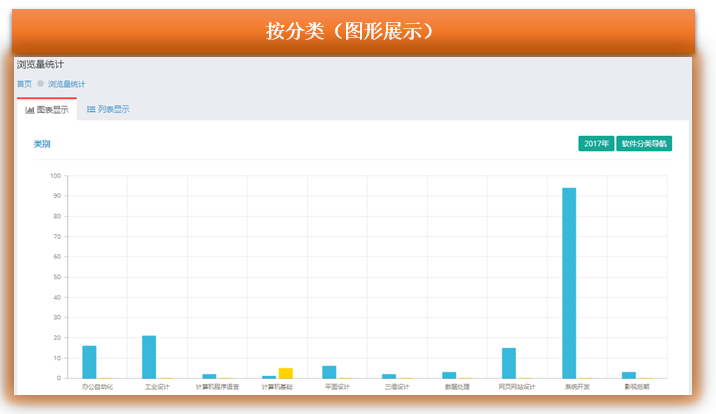 按分类（图形展示）
浏览量统计
首页 浏览量统计
图表显示 列表显示
类别 2017年 软件分类导航
100
90
80
70
60
50
40
30
20
10
0
办公自动化 工业设计 计算机程序语言 计算机基础 平面设计 三维设计 数据处理 网页网站设计 系统开发 影视后期